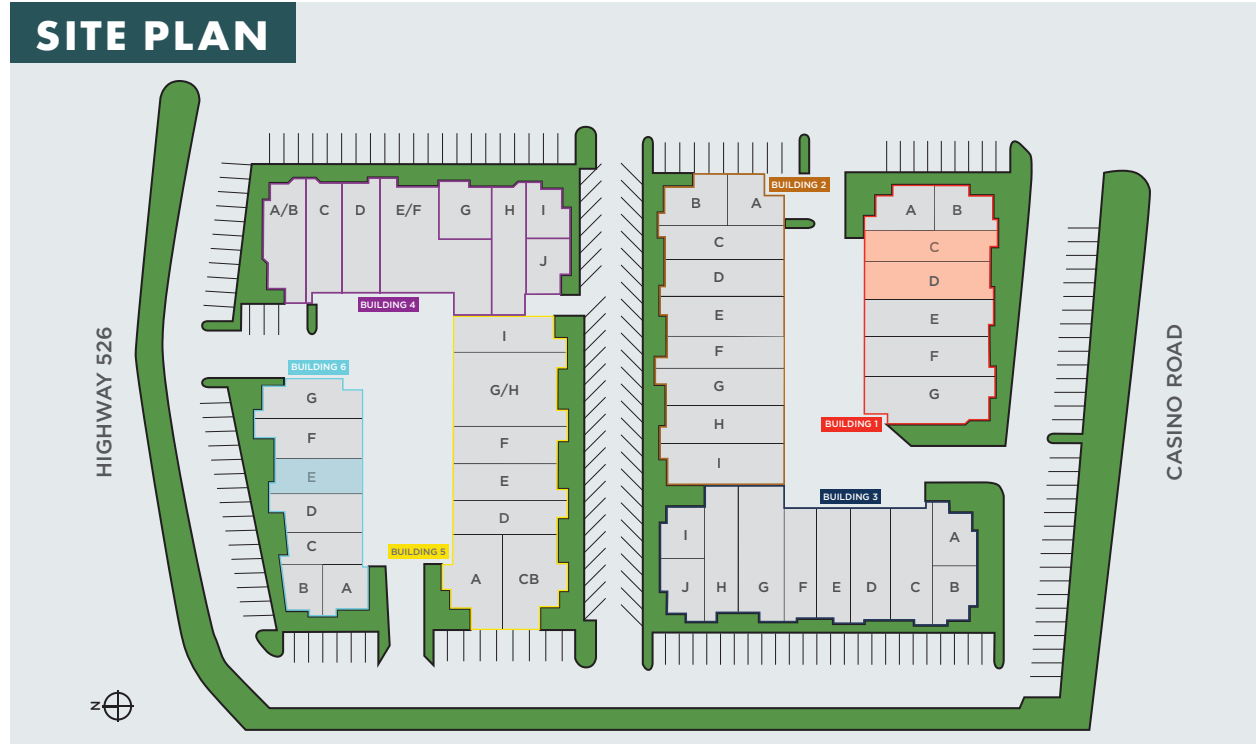 SITE PLAN
HIGHWAY 526
CASINO ROAD
BUILDING 4
A/B
C
D
E/F
G
H
I
J
BUILDING 6
G
F
E
D
C
B
A
BUILDING 5
I
G/H
F
E
D
A
CB
BUILDING 2
B
A
C
D
E
F
G
H
I
BUILDING 1
A
B
C
D
E
F
G
BUILDING 3
I
J
H
G
F
E
D
C
A
B
N